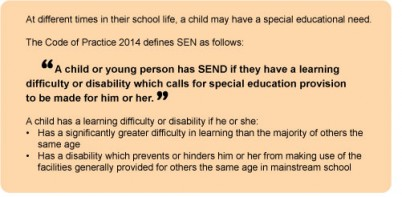 At different times in their school life, a child may have a special educational need.
The Code of Practice 2014 defines SEN as follows:
❝A child or young person has SEND if they have a learning
difficulty or disability which calls for special education provision
to be made for him or her.❞
A child has a learning difficulty or disability if he or she:
• Has a significantly greater difficulty in learning than the majority of others the
same age
• Has a disability which prevents or hinders him or her from making use of the
facilities generally provided for others the same age in mainstream school